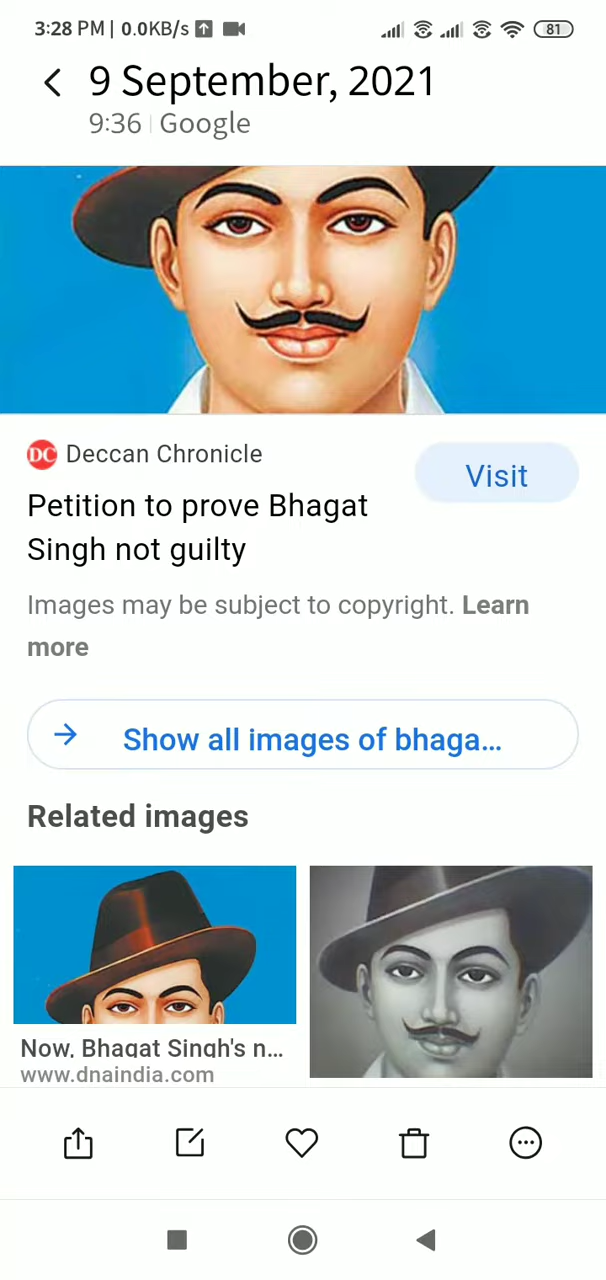 3:28 PM | 0.0KB/s
81
9 September, 2021
9:36 | Google
DC Deccan Chronicle
Visit
Petition to prove Bhagat
Singh not guilty
Images may be subject to copyright. Learn
more
Show all images of bhaga...
Related images
Now, Bhagat Singh's n...
www.dnaindia.com